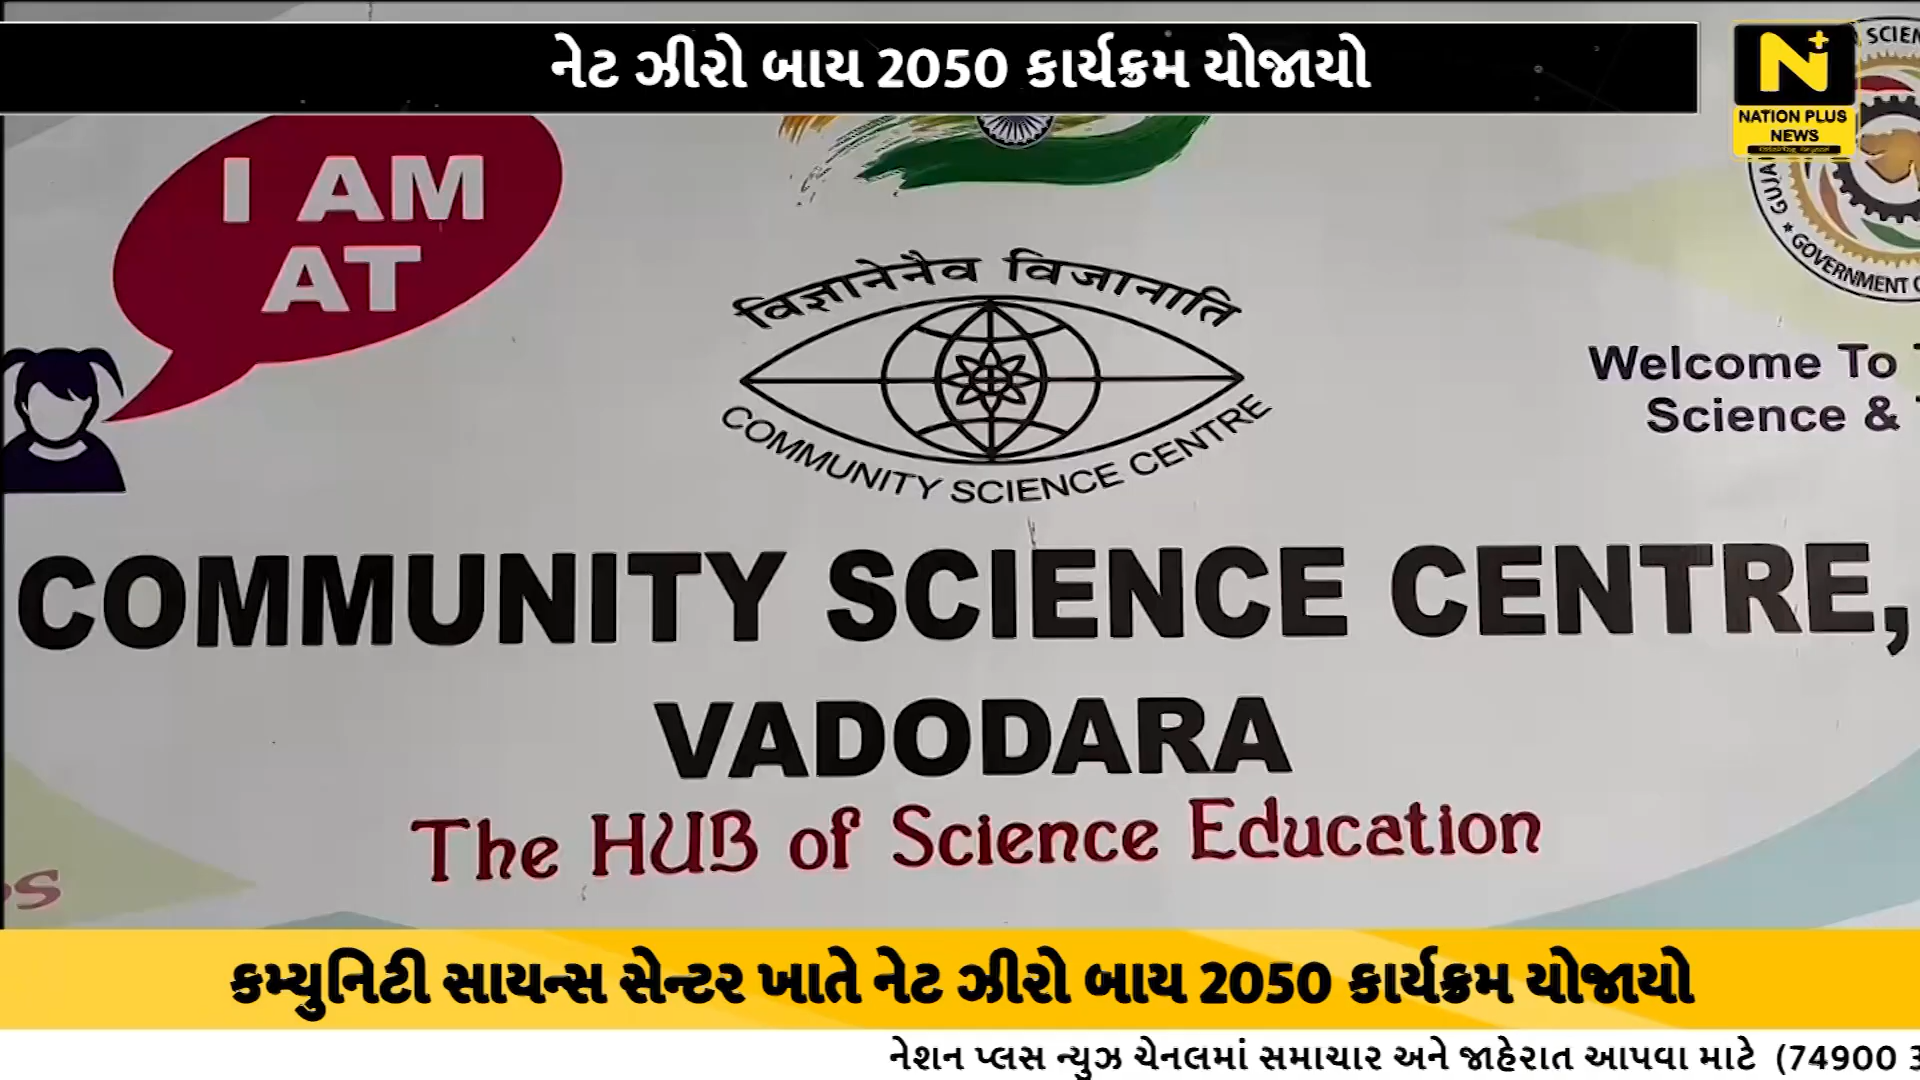 નેટ ઝીરો બાય 2050 કાર્યક્રમ યોજાયો
NATION PLUS
NEWS
SCIEN
GUJA
GOVERNMENT O
I AM
AT
विज्ञानेनैव विजानाति
COMMUNITY SCIENCE CENTRE
Welcome To
Science &
COMMUNITY SCIENCE CENTRE,
VADODARA
The HUB of Science Education
કમ્યુનિટી સાયન્સ સેન્ટર ખાતે નેટ ઝીરો બાય 2050 કાર્યક્રમ યોજાયો
નેશન પ્લસ ન્યુઝ ચેનલમાં સમાચાર અને જાહેરાત આપવા માટે (74900